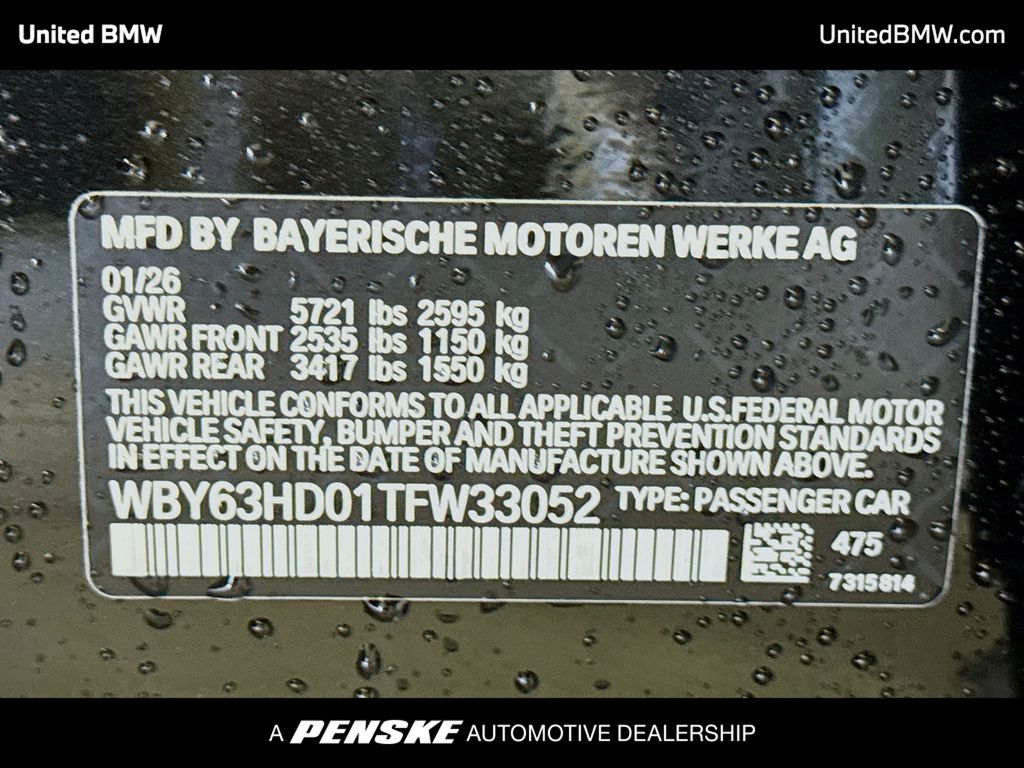 United BMW
UnitedBMW.com
MFD BY BAYERISCHE MOTOREN WERKE AG
01/26
GVWR 5721 lbs 2595 kg
GAWR FRONT 2535 lbs 1150 kg
GAWR REAR 3417 lbs 1550 kg
THIS VEHICLE CONFORMS TO ALL APPLICABLE U.S.FEDERAL MOTOR
VEHICLE SAFETY, BUMPER AND THEFT PREVENTION STANDARDS
IN EFFECT ON THE DATE OF MANUFACTURE SHOWN ABOVE.
WBY63HD01TFW33052 TYPE: PASSENGER CAR
475
7315814
A PENSKE AUTOMOTIVE DEALERSHIP